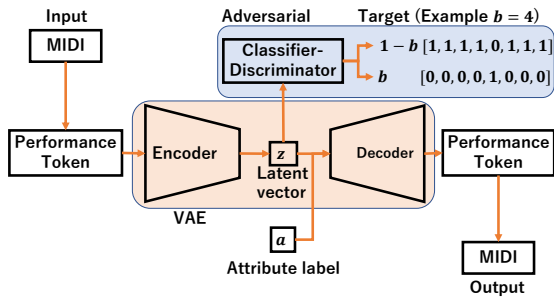 Input
MIDI
Performance
Token
Adversarial
Target (Example b = 4)
Classifier-
Discriminator
1 − b [1, 1, 1, 1, 0, 1, 1, 1]
b [0, 0, 0, 0, 1, 0, 0, 0]
Encoder
z
Latent
vector
Decoder
VAE
a
Attribute label
Performance
Token
MIDI
Output